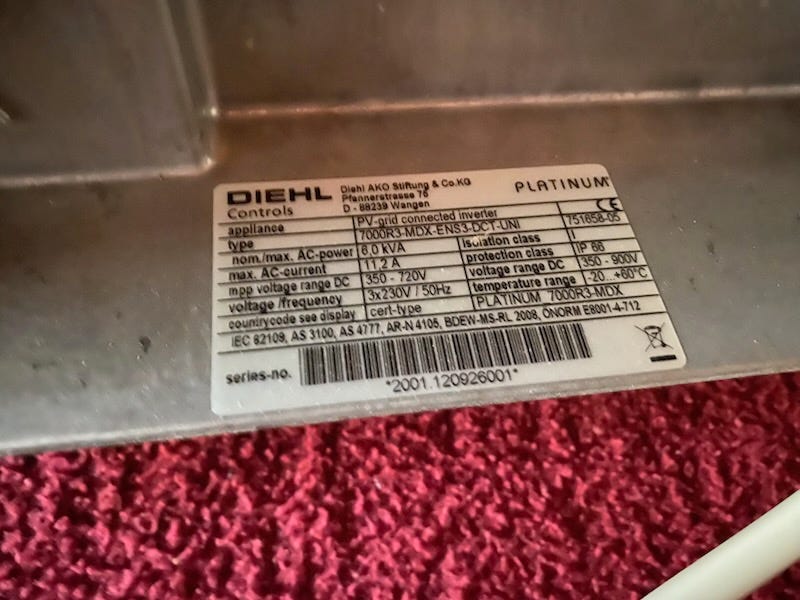 DIEHL
Controls
Diehl AKO Stiftung & Co.KG
Pfannerstrasse 75
D - 88239 Wangen
PLATINUM®
CE
appliance PV-grid connected inverter 751658-05
type 7000R3-MDX-ENS3-DCT-UNI
nom./max. AC-power 6,0 kVA isolation class I
max. AC-current 11,2 A protection class IP 66
mpp voltage range DC 350 - 720V voltage range DC 350 - 900V
voltage /frequency 3x230V / 50Hz temperature range -20...+60°C
countrycode see display cert-type PLATINUM 7000R3-MDX
IEC 62109, AS 3100, AS 4777, AR-N 4105, BDEW-MS-RL 2008, ÖNORM E8001-4-712
series-no.
*2001.120926001*